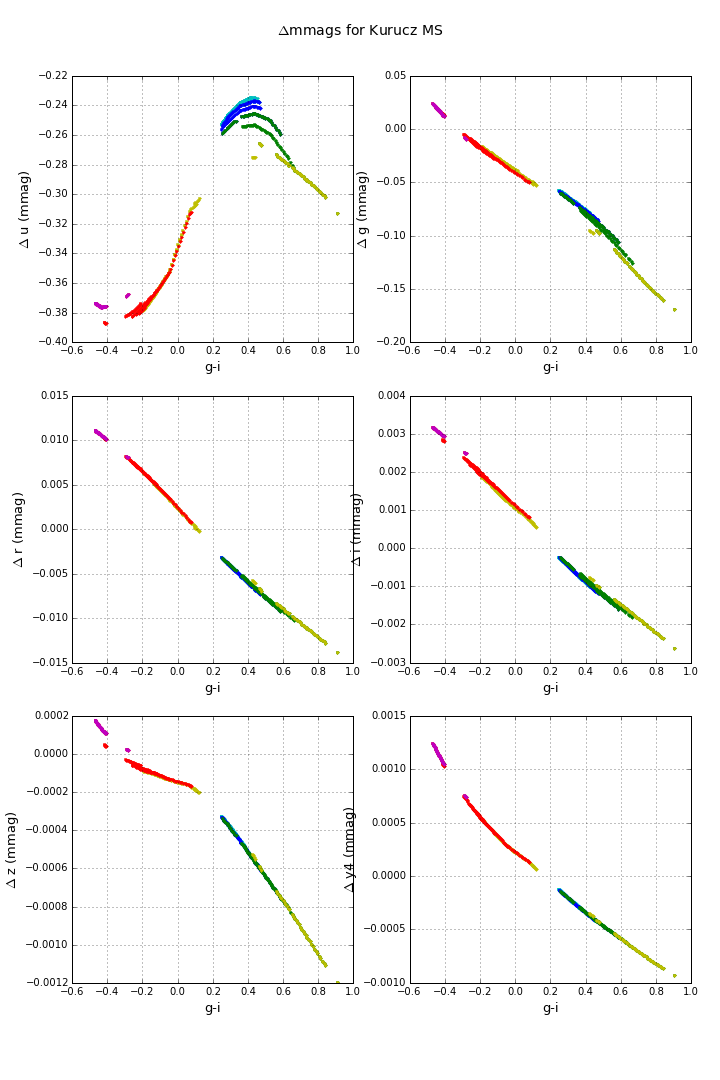 Δmmags for Kurucz MS
−0.22
−0.24
−0.26
−0.28
−0.30
−0.32
−0.34
−0.36
−0.38
−0.40
Δ u (mmag)
−0.6 −0.4 −0.2 0.0 0.2 0.4 0.6 0.8 1.0
g-i
0.05
0.00
−0.05
−0.10
−0.15
−0.20
Δ g (mmag)
−0.6 −0.4 −0.2 0.0 0.2 0.4 0.6 0.8 1.0
g-i
0.015
0.010
0.005
0.000
−0.005
−0.010
−0.015
Δ r (mmag)
−0.6 −0.4 −0.2 0.0 0.2 0.4 0.6 0.8 1.0
g-i
0.004
0.003
0.002
0.001
0.000
−0.001
−0.002
−0.003
Δ i (mmag)
−0.6 −0.4 −0.2 0.0 0.2 0.4 0.6 0.8 1.0
g-i
0.0002
0.0000
−0.0002
−0.0004
−0.0006
−0.0008
−0.0010
−0.0012
Δ z (mmag)
−0.6 −0.4 −0.2 0.0 0.2 0.4 0.6 0.8 1.0
g-i
0.0015
0.0010
0.0005
0.0000
−0.0005
−0.0010
Δ y4 (mmag)
−0.6 −0.4 −0.2 0.0 0.2 0.4 0.6 0.8 1.0
g-i